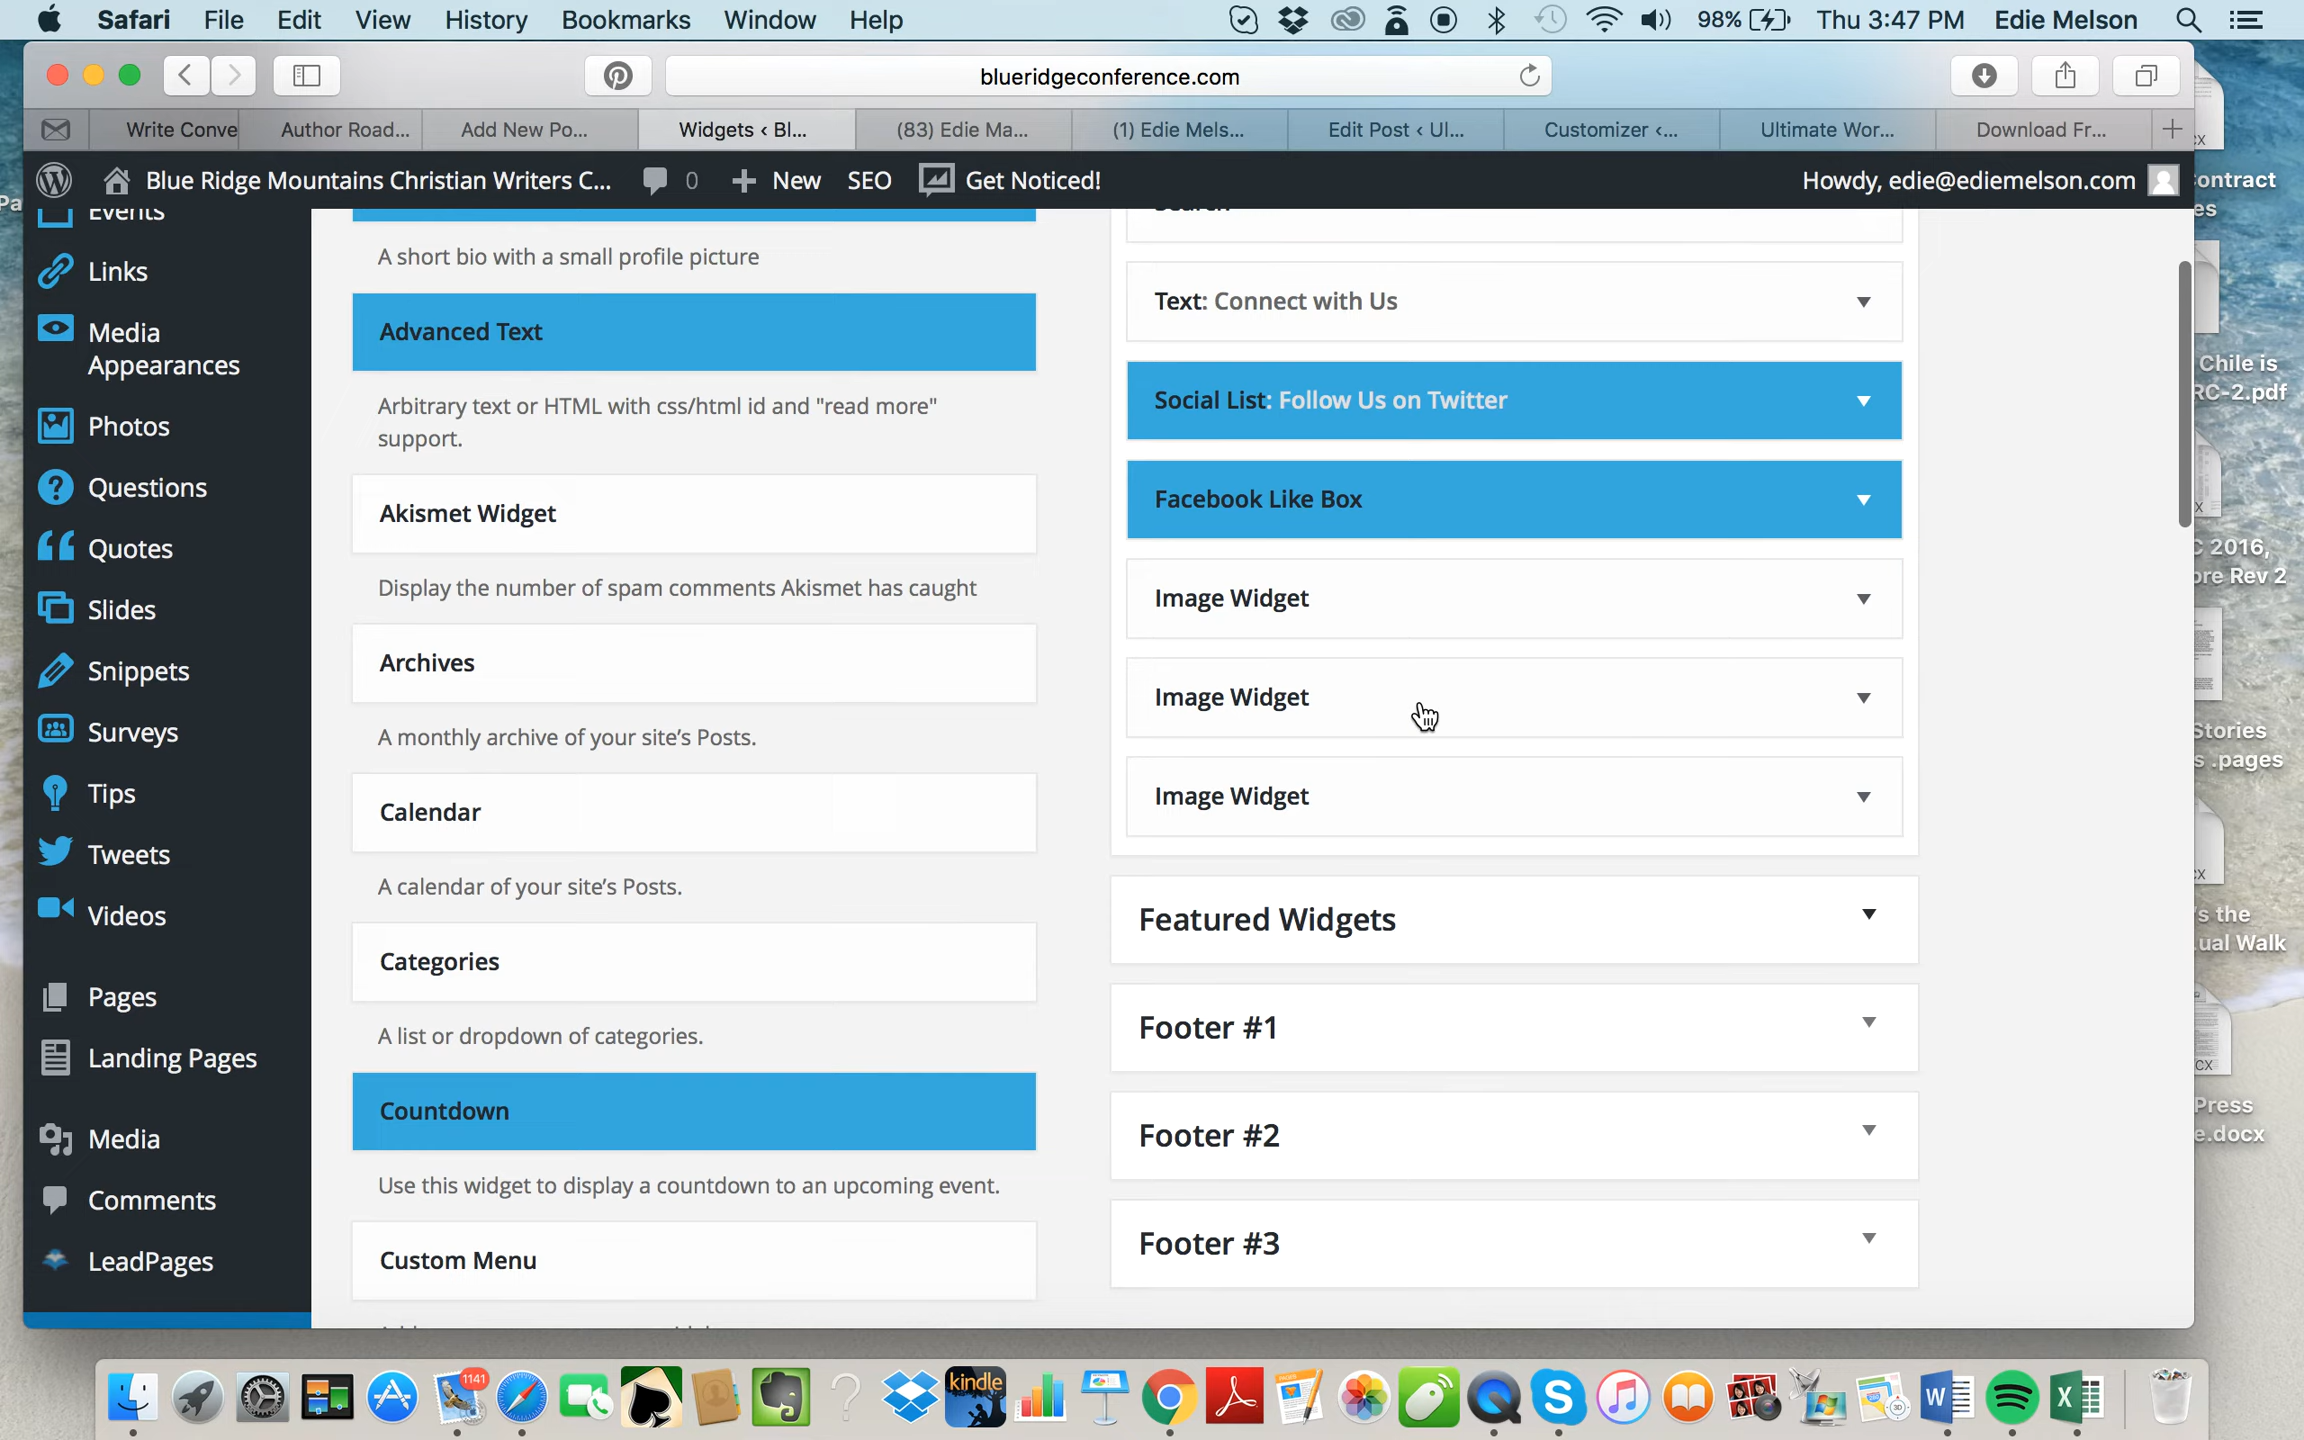 Safari File Edit View History Bookmarks Window Help 98% Thu 3:47 PM Edie Melson
blueridgeconference.com
Write Conve Author Road... Add New Po... Widgets ‹ Bl... (83) Edie Ma... (1) Edie Mels... Edit Post ‹ Ul... Customizer ‹... Ultimate Wor... Download Fr... +
Blue Ridge Mountains Christian Writers C... 0 + New SEO Get Noticed! Howdy, edie@ediemelson.com
Events
Links
Media
Appearances
Photos
Questions
Quotes
Slides
Snippets
Surveys
Tips
Tweets
Videos
Pages
Landing Pages
Media
Comments
LeadPages
A short bio with a small profile picture
Advanced Text
Arbitrary text or HTML with css/html id and "read more"
support.
Akismet Widget
Display the number of spam comments Akismet has caught
Archives
A monthly archive of your site's Posts.
Calendar
A calendar of your site's Posts.
Categories
A list or dropdown of categories.
Countdown
Use this widget to display a countdown to an upcoming event.
Custom Menu
Text: Connect with Us
Social List: Follow Us on Twitter
Facebook Like Box
Image Widget
Image Widget
Image Widget
Featured Widgets
Footer #1
Footer #2
Footer #3
ontract
es
Chile is
RC-2.pdf
C 2016,
ore Rev 2
Stories
s .pages
's the
ual Walk
Press
e.docx
1141
kindle